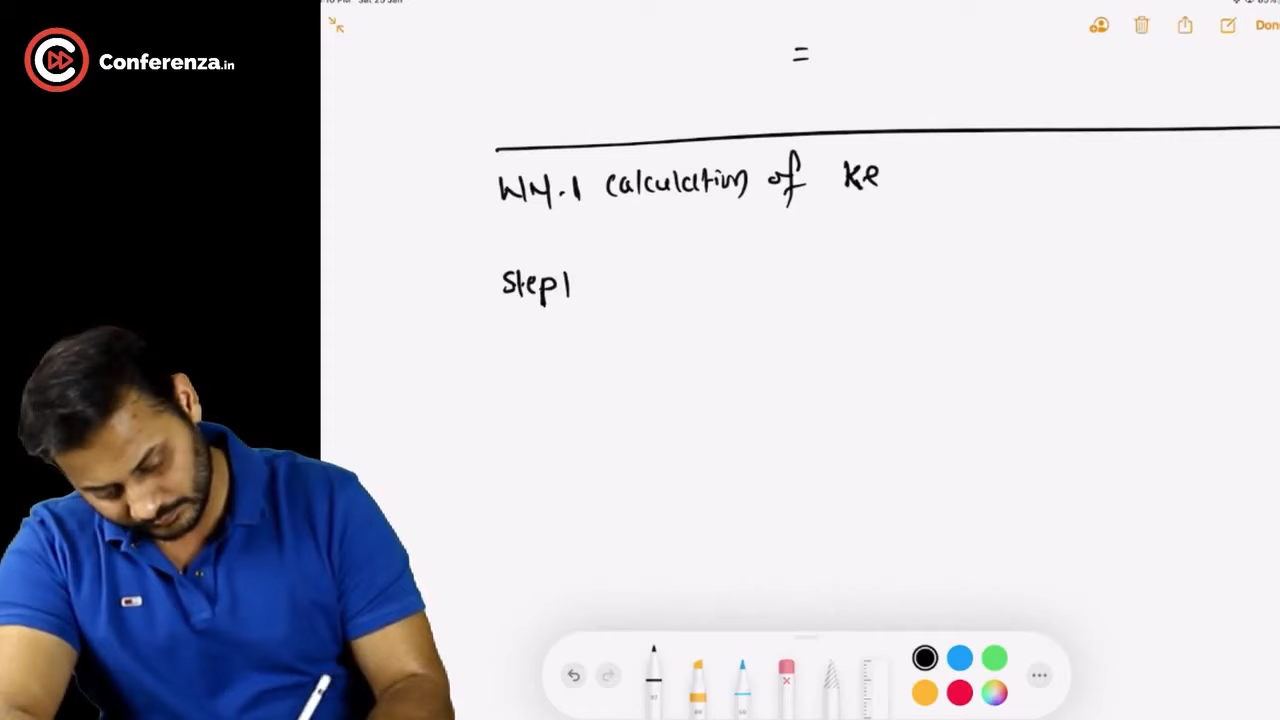 Conferenza.in
=
WN.1 calculation of Ke
Step1